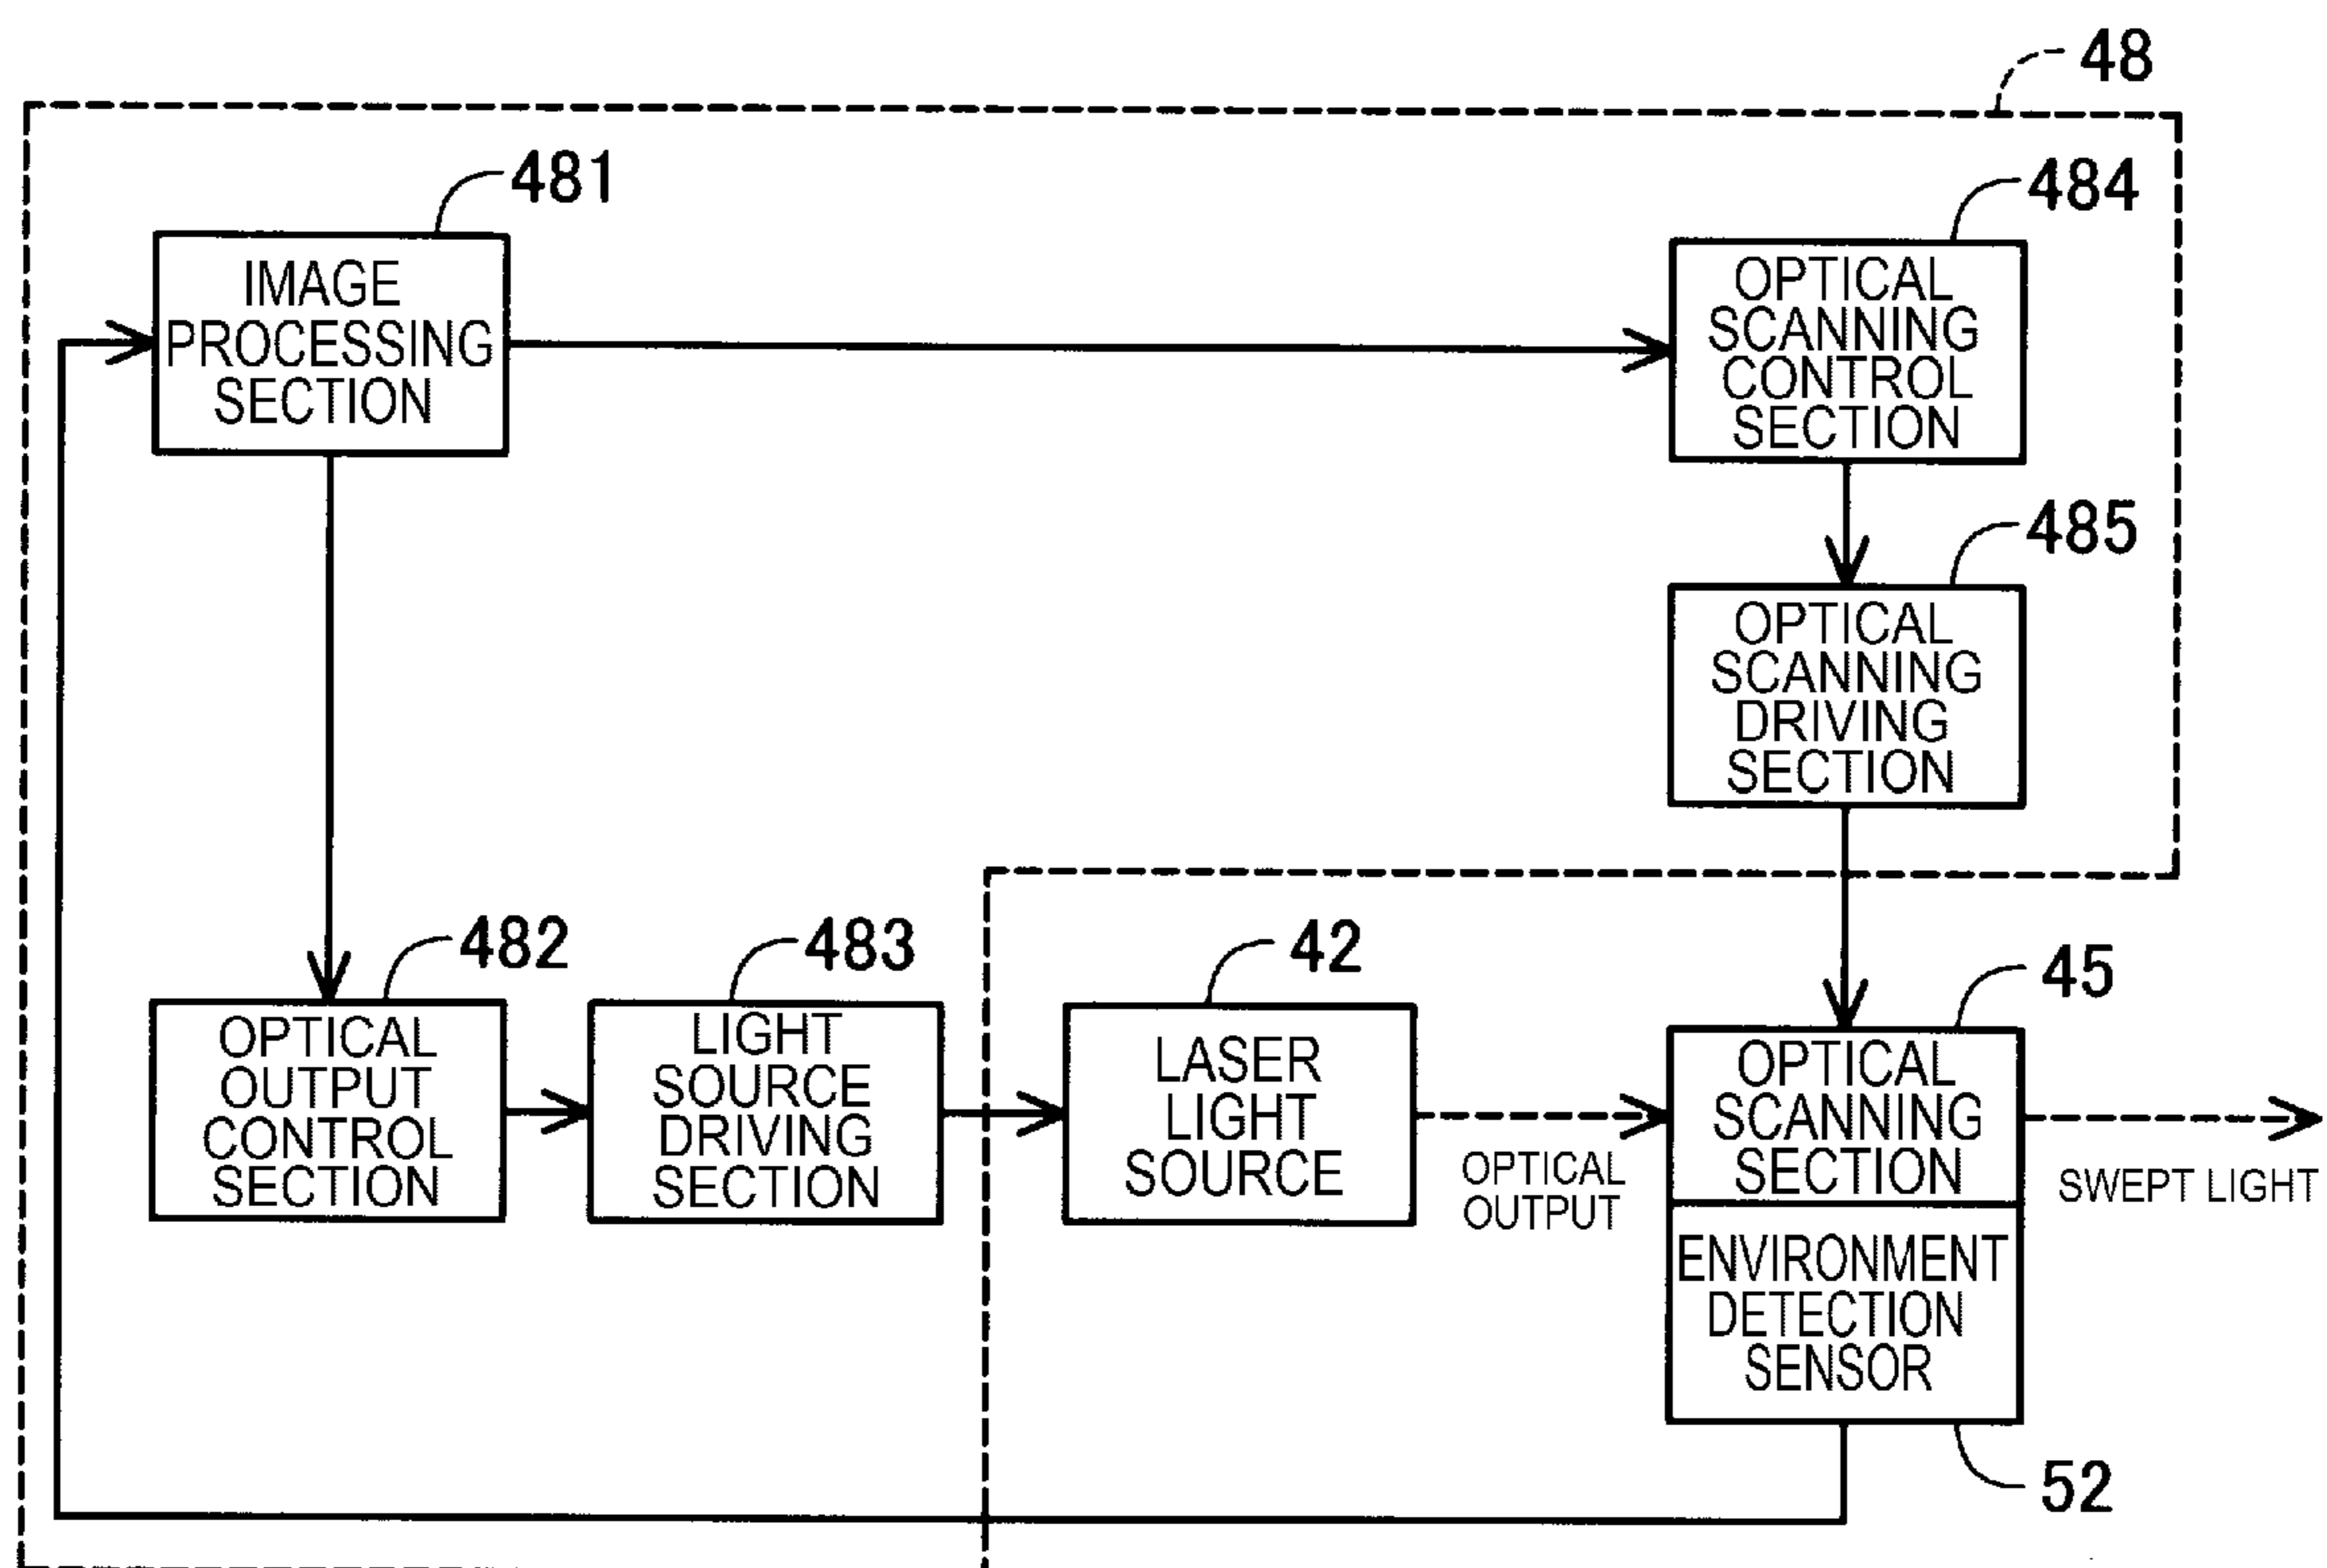 48
481
IMAGE
PROCESSING
SECTION
484
OPTICAL
SCANNING
CONTROL
SECTION
485
OPTICAL
SCANNING
DRIVING
SECTION
482
OPTICAL
OUTPUT
CONTROL
SECTION
483
LIGHT
SOURCE
DRIVING
SECTION
42
LASER
LIGHT
SOURCE
OPTICAL
OUTPUT
45
OPTICAL
SCANNING
SECTION
SWEPT LIGHT
ENVIRONMENT
DETECTION
SENSOR
52